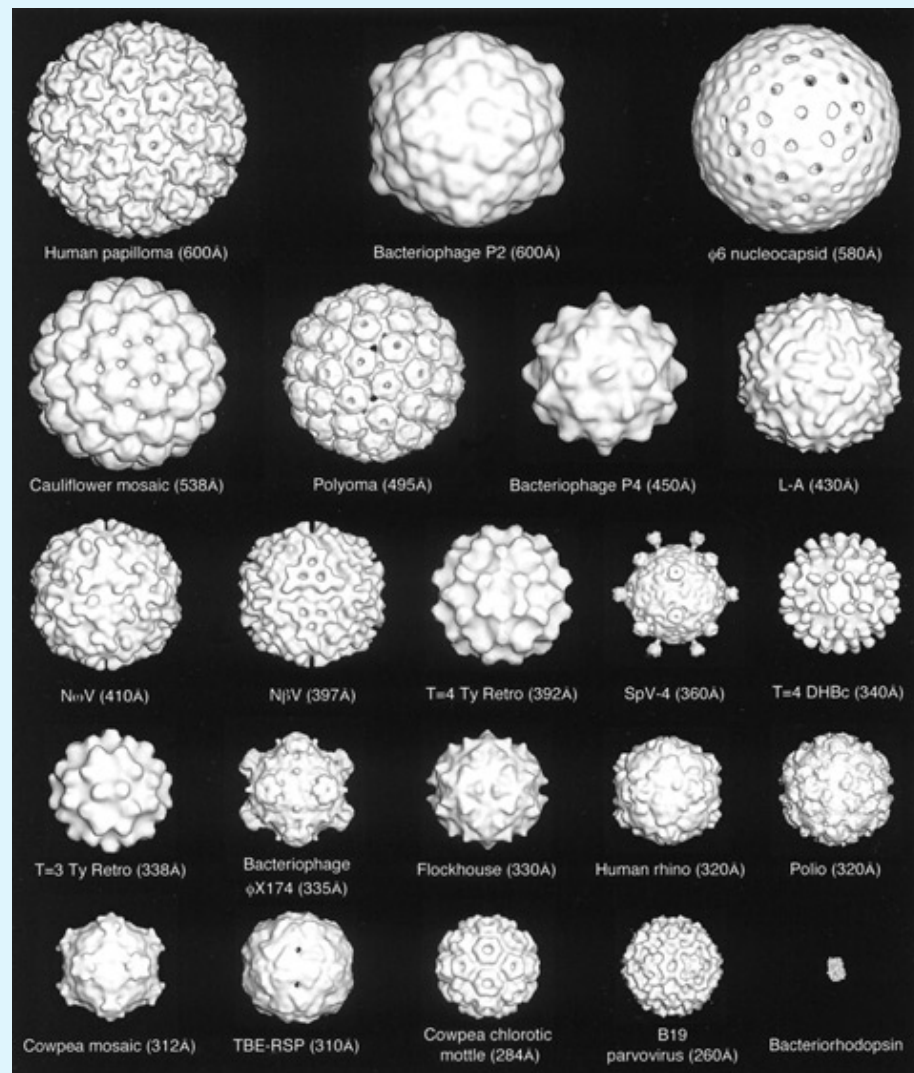 Human papilloma (600Å)
Bacteriophage P2 (600Å)
φ6 nucleocapsid (580Å)
Cauliflower mosaic (538Å)
Polyoma (495Å)
Bacteriophage P4 (450Å)
L-A (430Å)
NωV (410Å)
NβV (397Å)
T=4 Ty Retro (392Å)
SpV-4 (360Å)
T=4 DHBc (340Å)
T=3 Ty Retro (338Å)
Bacteriophage
φX174 (335Å)
Flockhouse (330Å)
Human rhino (320Å)
Polio (320Å)
Cowpea mosaic (312Å)
TBE-RSP (310Å)
Cowpea chlorotic
mottle (284Å)
B19
parvovirus (260Å)
Bacteriorhodopsin